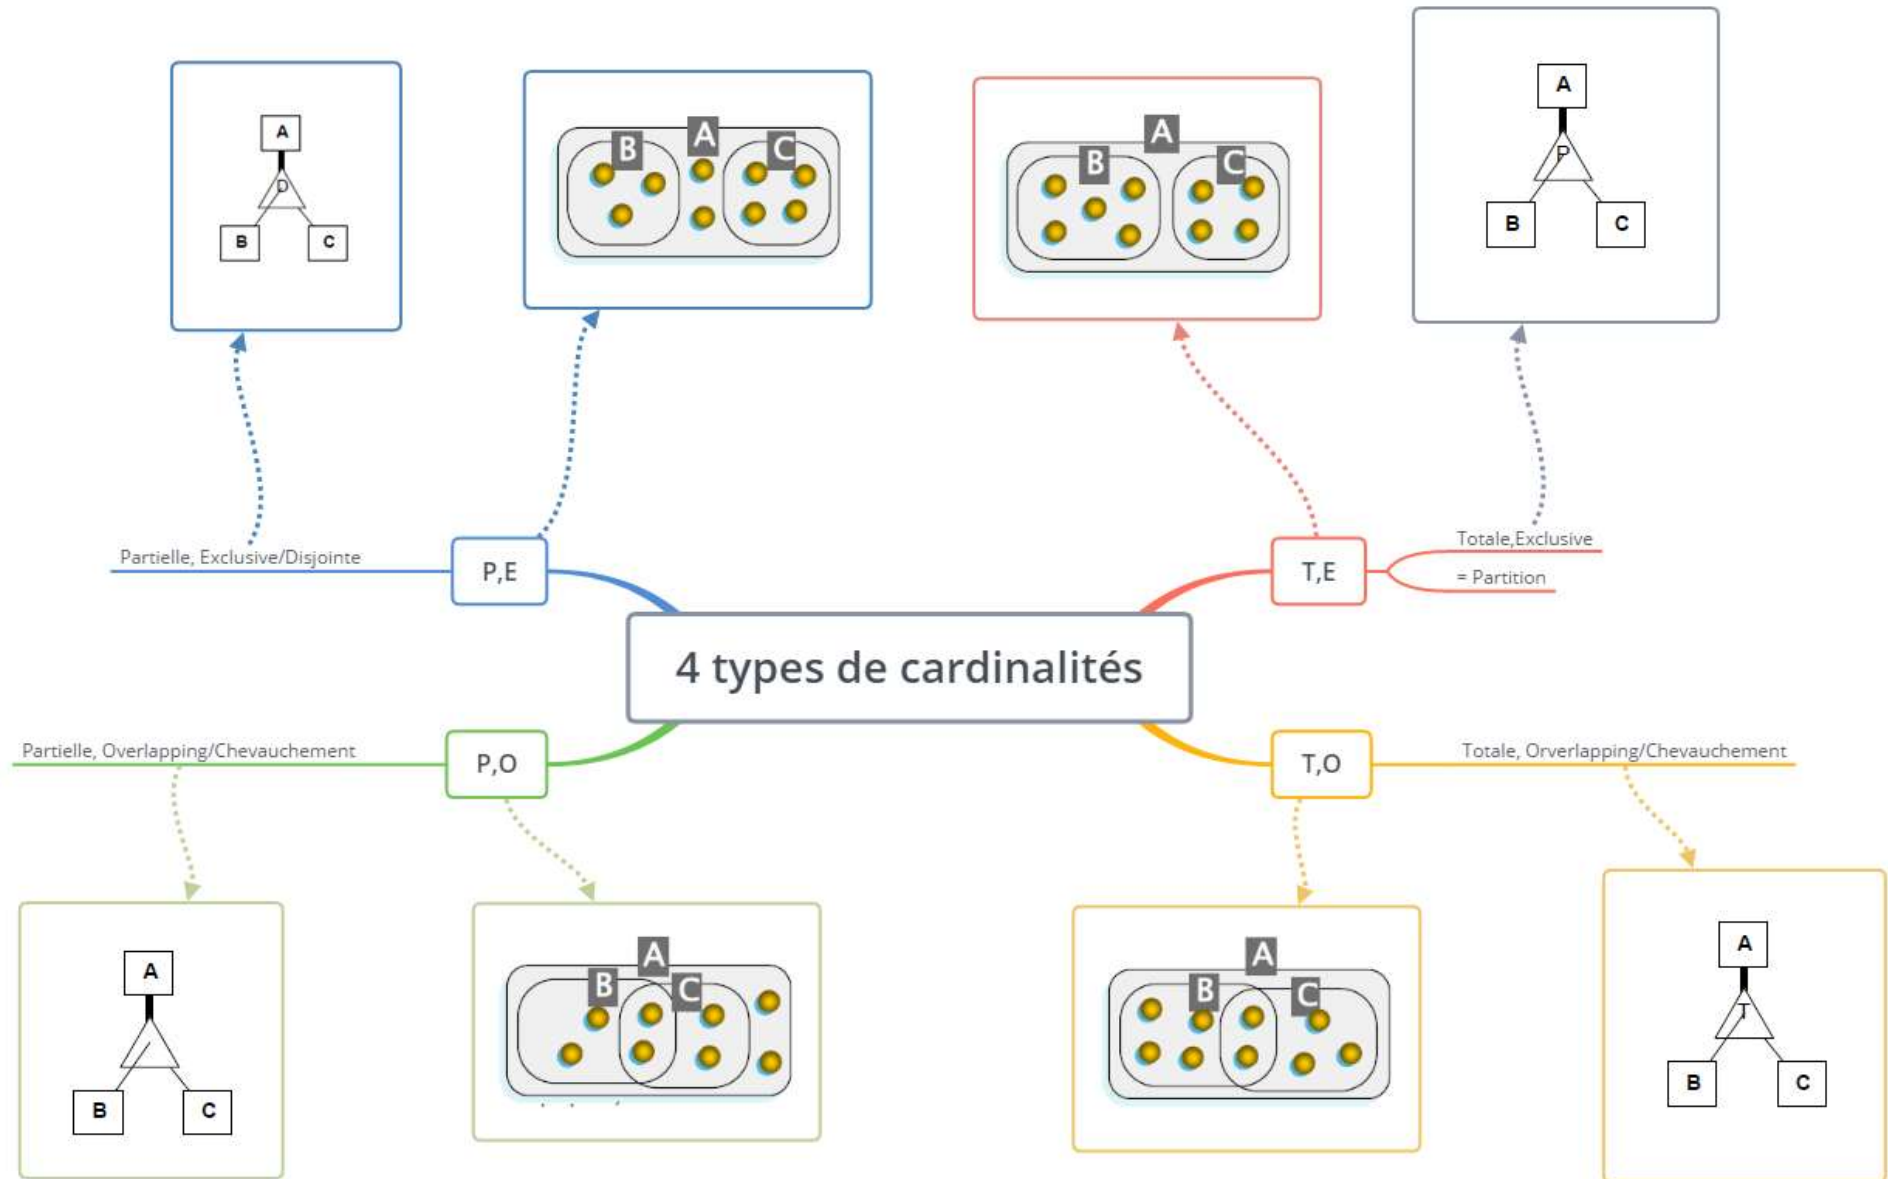 A
D
B
C
B
A
C
A
B
C
A
P
B
C
Partielle, Exclusive/Disjointe
P,E
T,E
Totale,Exclusive
= Partition
4 types de cardinalités
Partielle, Overlapping/Chevauchement
P,O
T,O
Totale, Orverlapping/Chevauchement
A
B
C
A
B
C
A
B
C
A
T
B
C